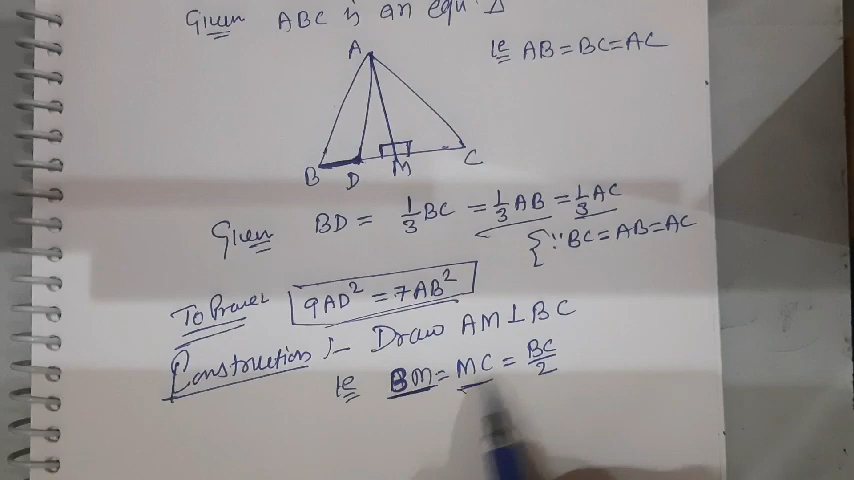 Given ABC is an equ. Δ
ie AB = BC = AC
A
B D M C
Given BD = 1/3 BC = 1/3 AB = 1/3 AC
{∵ BC = AB = AC
To Prove:- 9AD² = 7AB²
Construction :- Draw AM ⊥ BC
ie BM = MC = BC/2